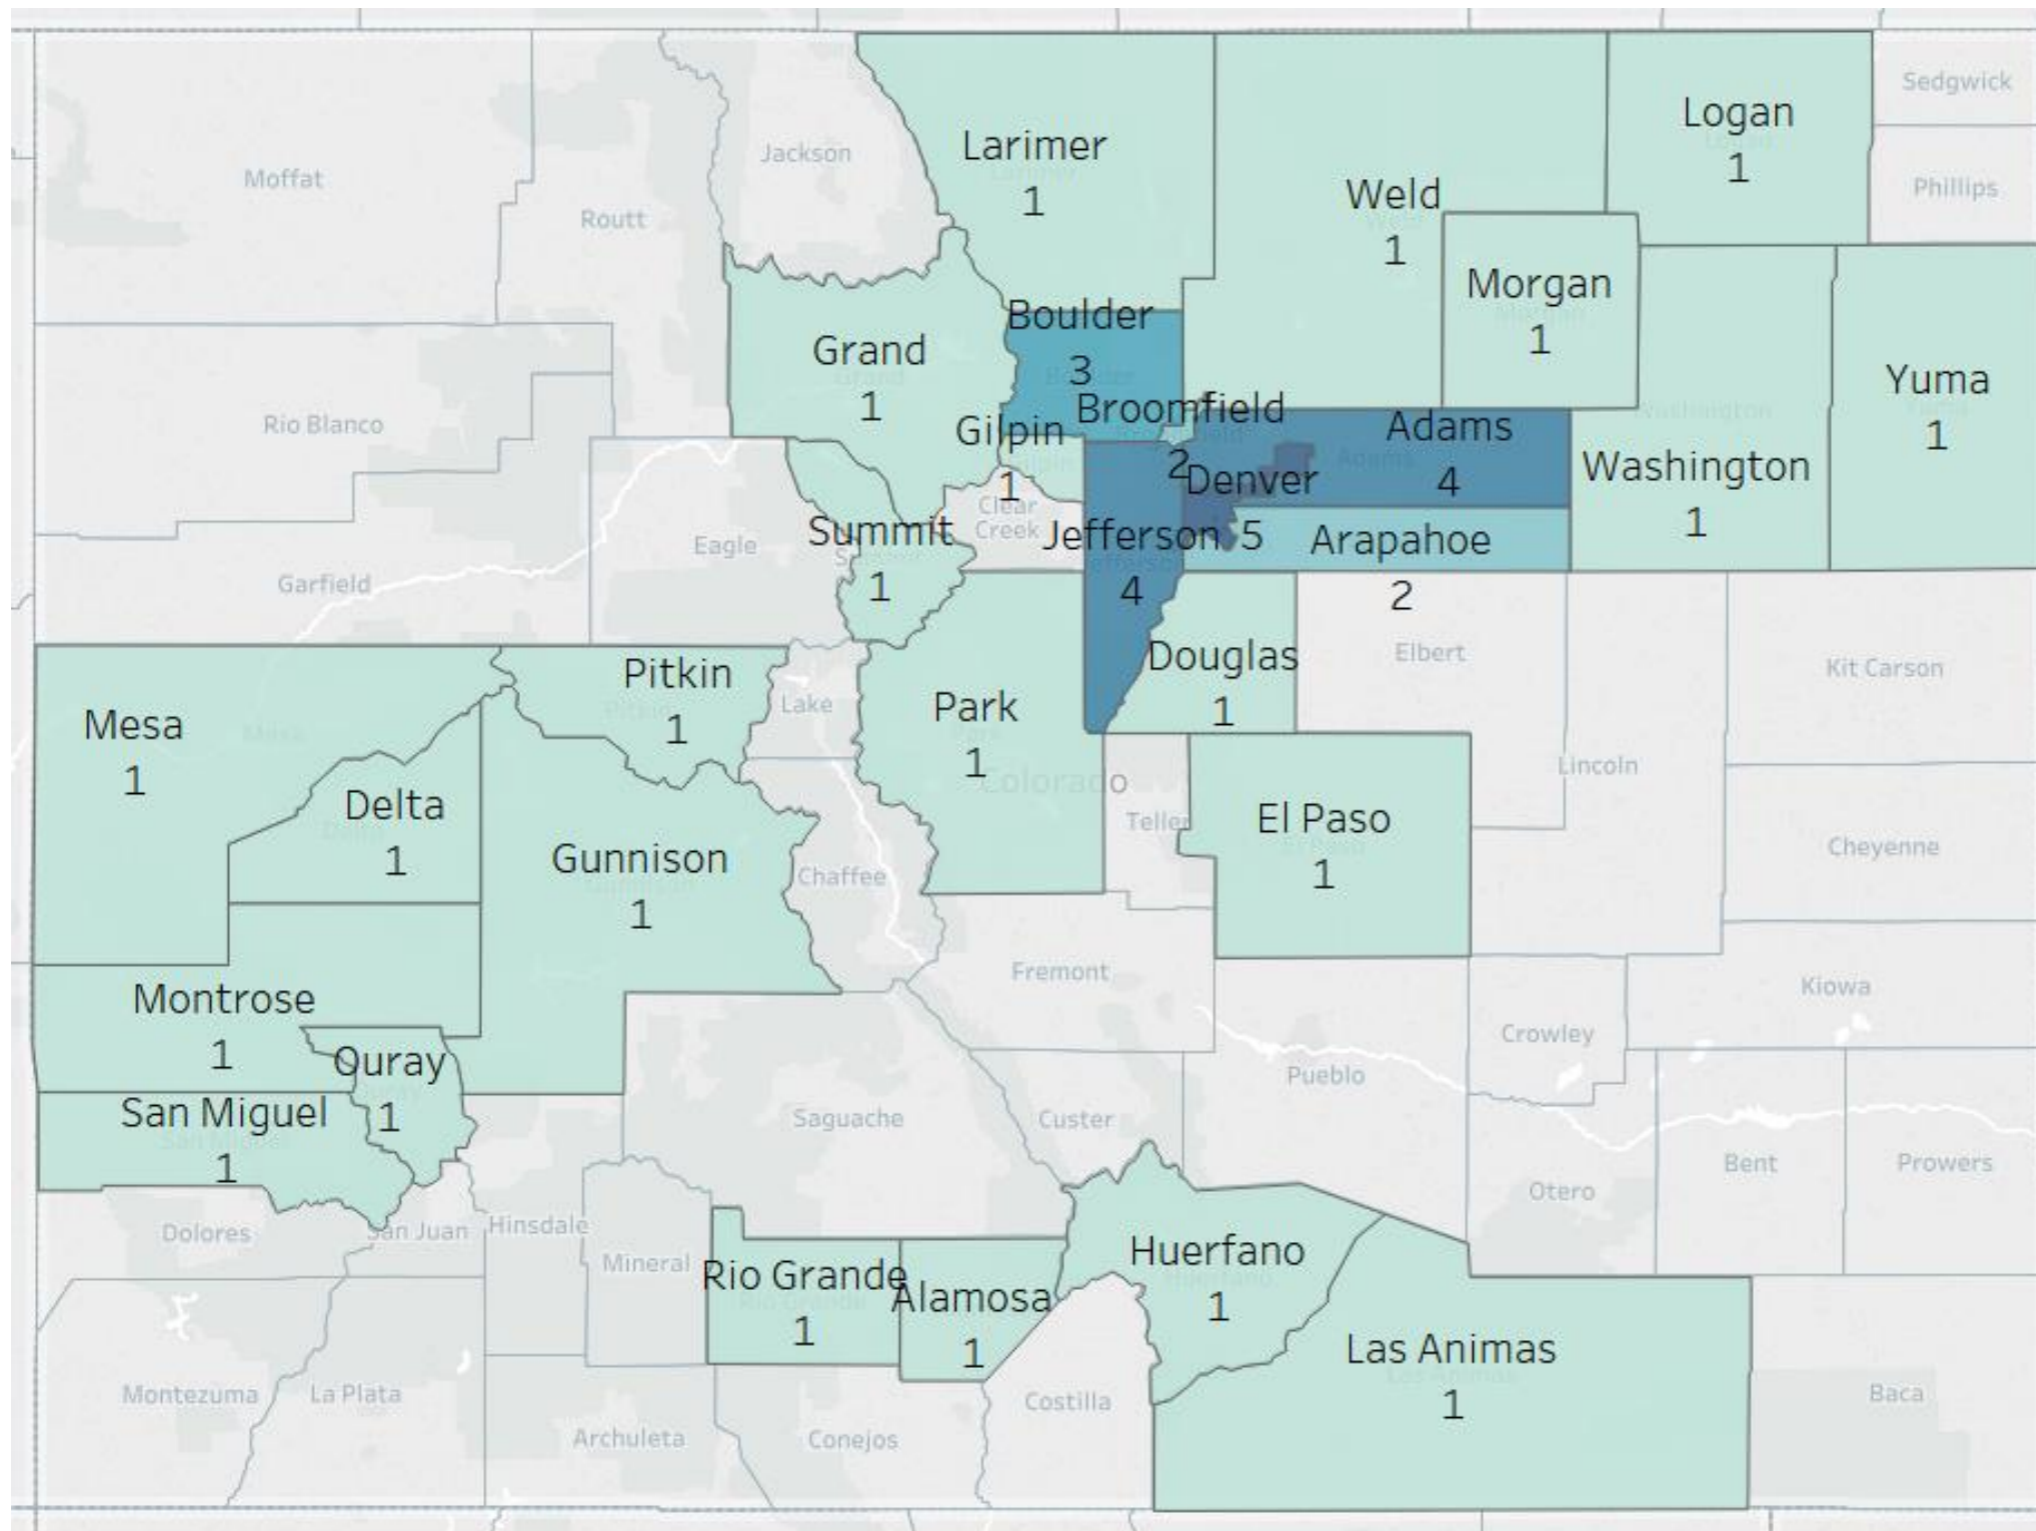 Sedgwick
Logan
1
Larimer
1
Jackson
Moffat
Phillips
Weld
1
Routt
Morgan
1
Boulder
3
Grand
1
Yuma
1
Broomfield
2
Gilpin
1
Adams
4
Rio Blanco
Washington
1
Denver
5
Clear
Creek
Summit
1
Jefferson
4
Arapahoe
2
Eagle
Garfield
Douglas
1
Elbert
Kit Carson
Pitkin
1
Lake
Park
1
Mesa
1
Lincoln
Colorado
Delta
1
Teller
El Paso
1
Cheyenne
Gunnison
1
Chaffee
Fremont
Kiowa
Montrose
1
Crowley
Ouray
1
Pueblo
San Miguel
1
Saguache
Custer
Bent
Prowers
Otero
Dolores
San Juan
Hinsdale
Mineral
Huerfano
1
Rio Grande
1
Alamosa
1
Las Animas
1
Montezuma
La Plata
Costilla
Baca
Archuleta
Conejos